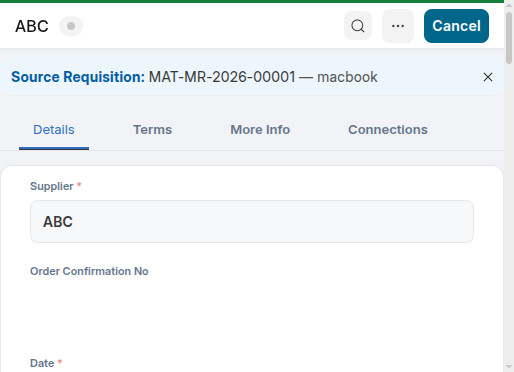 ABC
Cancel
Source Requisition: MAT-MR-2026-00001 — macbook
Details Terms More Info Connections
Supplier *
ABC
Order Confirmation No
Date *